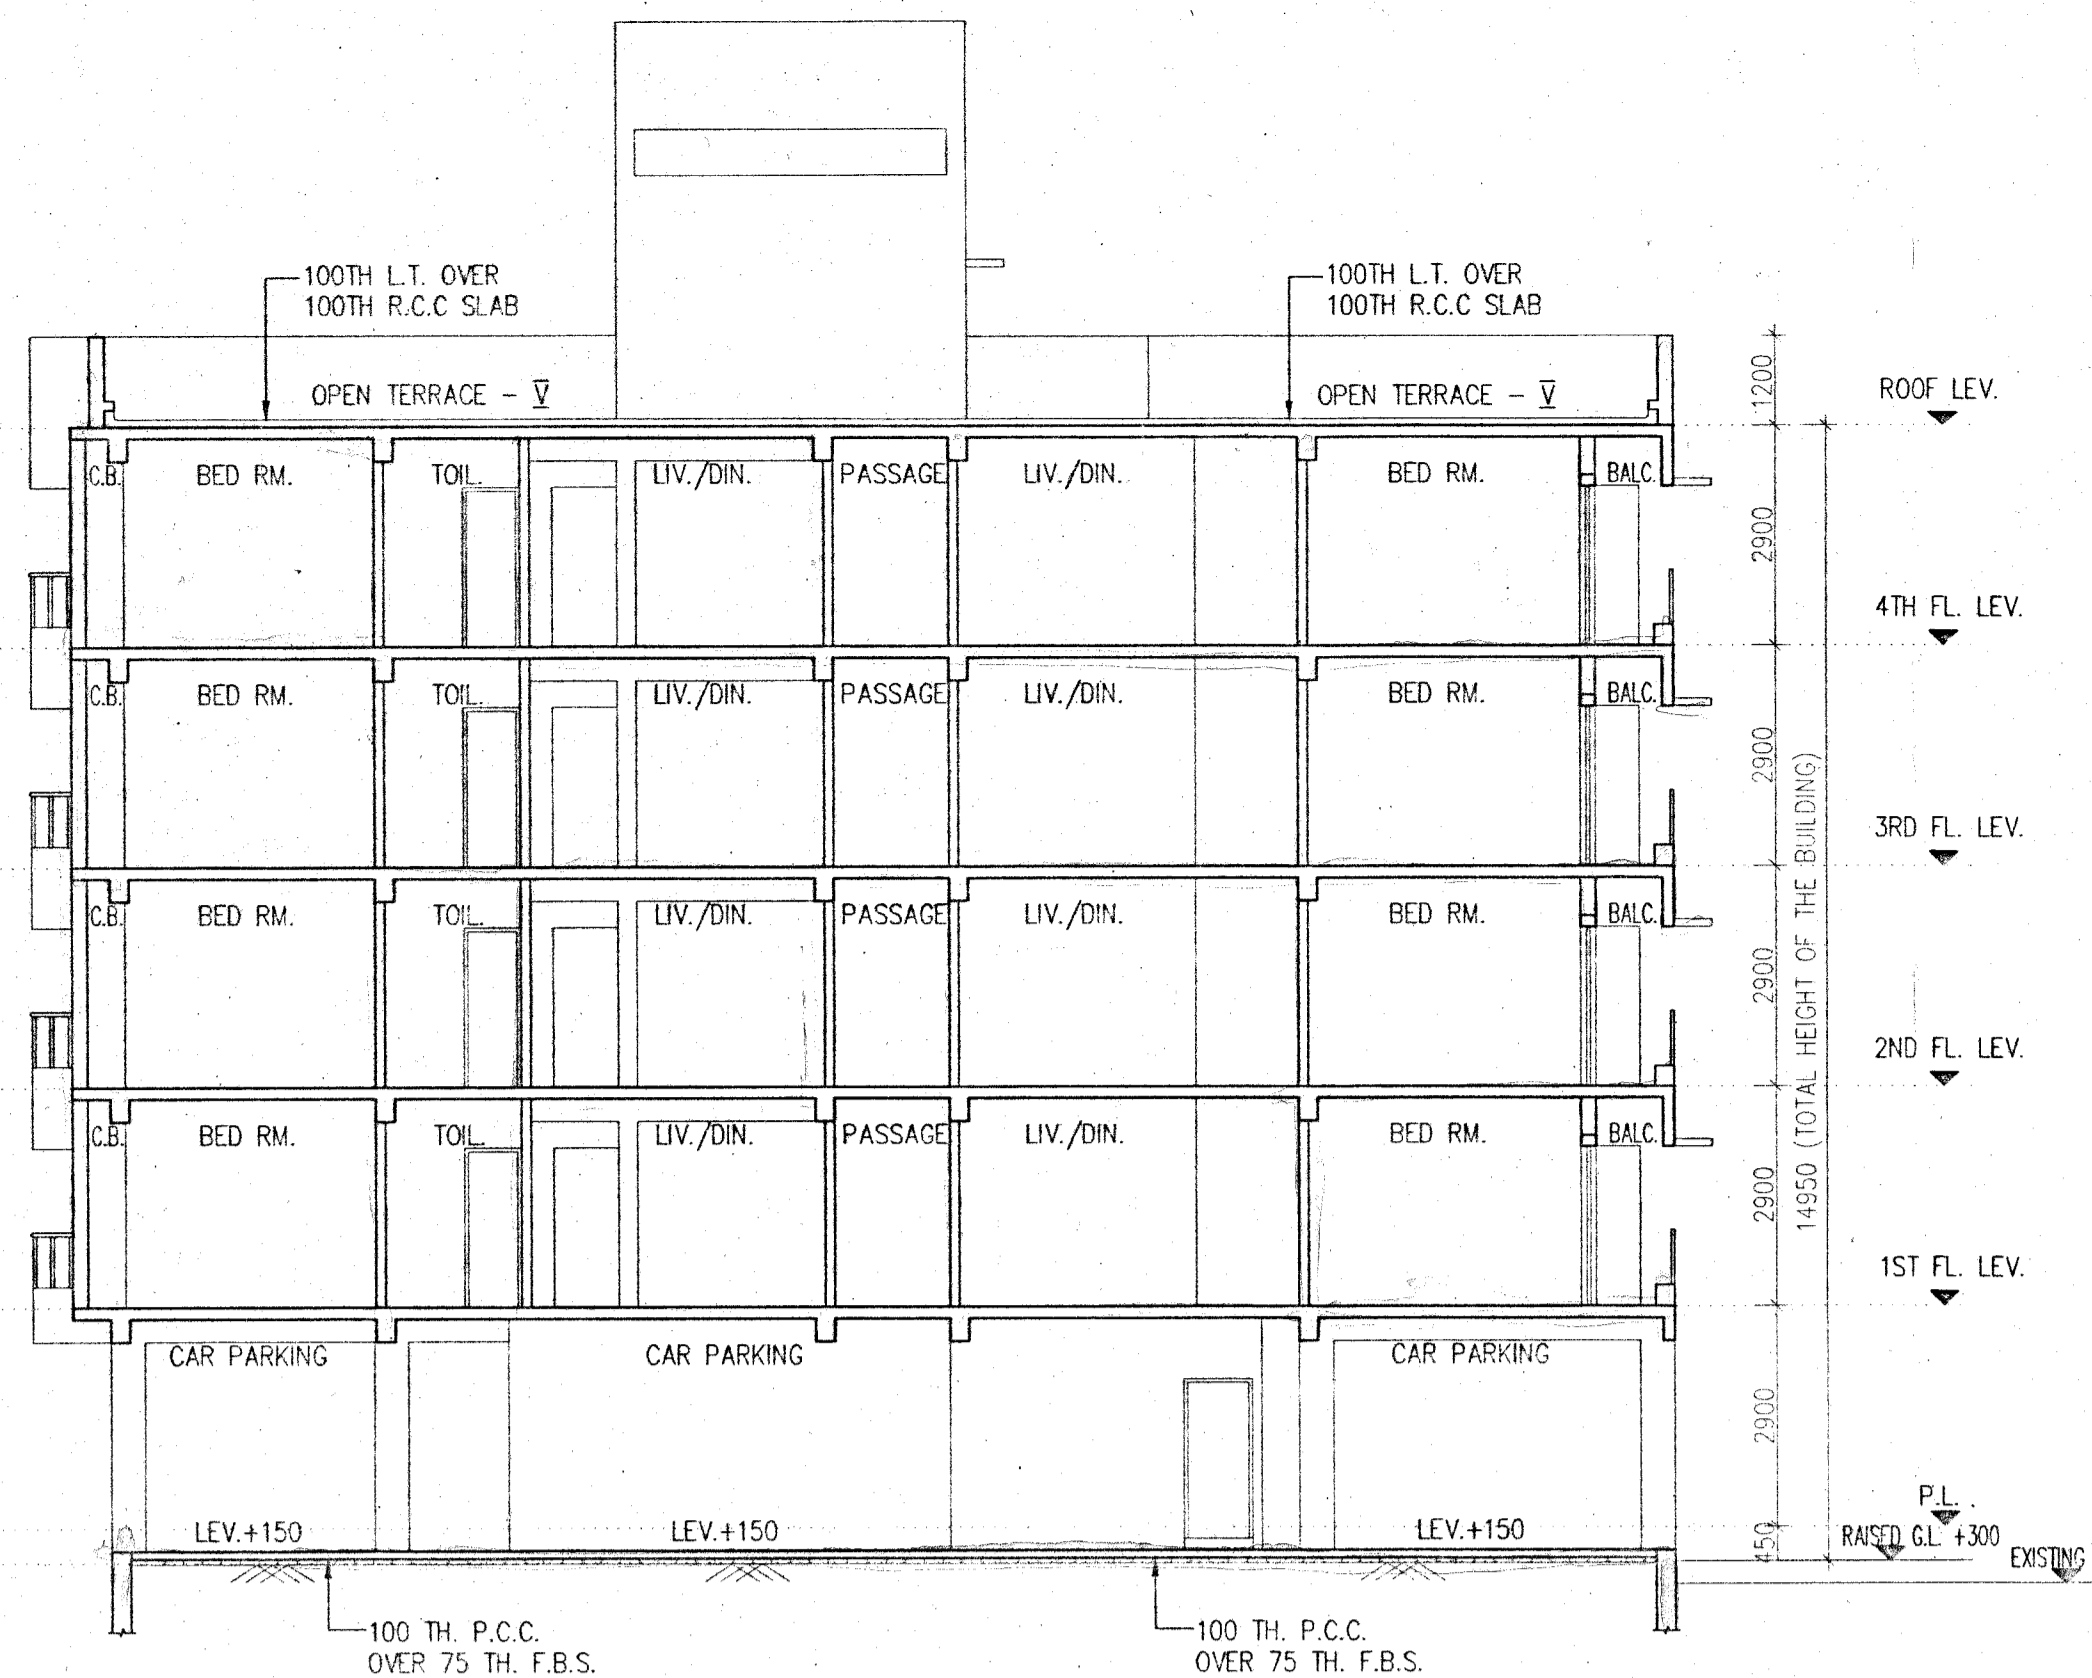 100TH L.T. OVER
100TH R.C.C SLAB
100TH L.T. OVER
100TH R.C.C SLAB
OPEN TERRACE - V
OPEN TERRACE - V
1200
ROOF LEV.
C.B.
BED RM.
TOIL.
LIV./DIN.
PASSAGE
LIV./DIN.
BED RM.
BALC.
2900
4TH FL. LEV.
C.B.
BED RM.
TOIL.
LIV./DIN.
PASSAGE
LIV./DIN.
BED RM.
BALC.
2900
3RD FL. LEV.
C.B.
BED RM.
TOIL.
LIV./DIN.
PASSAGE
LIV./DIN.
BED RM.
BALC.
2900
14950 (TOTAL HEIGHT OF THE BUILDING)
2ND FL. LEV.
C.B.
BED RM.
TOIL.
LIV./DIN.
PASSAGE
LIV./DIN.
BED RM.
BALC.
2900
1ST FL. LEV.
CAR PARKING
CAR PARKING
CAR PARKING
2900
LEV.+150
LEV.+150
LEV.+150
450
P.L.
RAISED G.L. +300
EXISTING
100 TH. P.C.C.
OVER 75 TH. F.B.S.
100 TH. P.C.C.
OVER 75 TH. F.B.S.